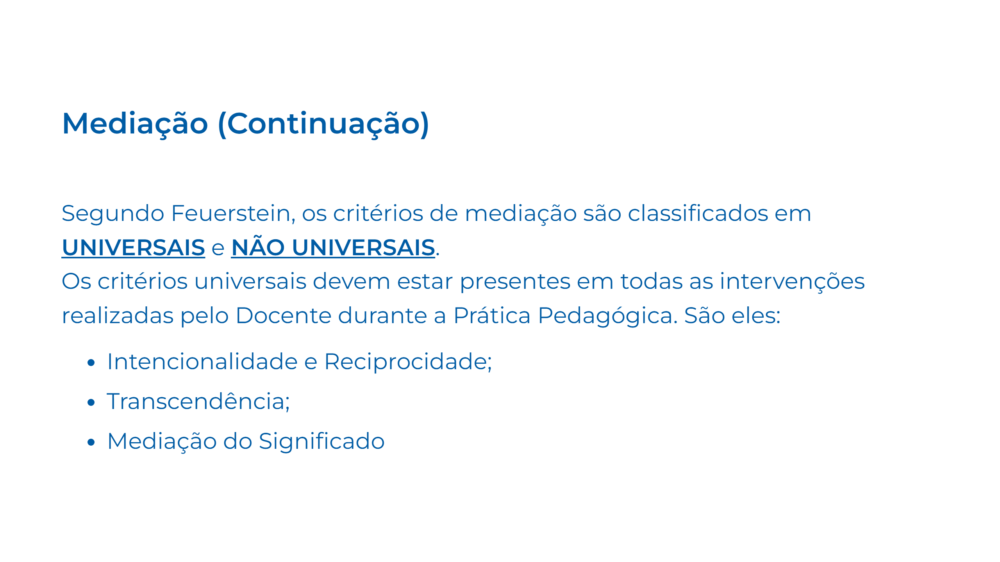 Mediação (Continuação)
Segundo Feuerstein, os critérios de mediação são classificados em
UNIVERSAIS e NÃO UNIVERSAIS.
Os critérios universais devem estar presentes em todas as intervenções
realizadas pelo Docente durante a Prática Pedagógica. São eles:
• Intencionalidade e Reciprocidade;
• Transcendência;
• Mediação do Significado